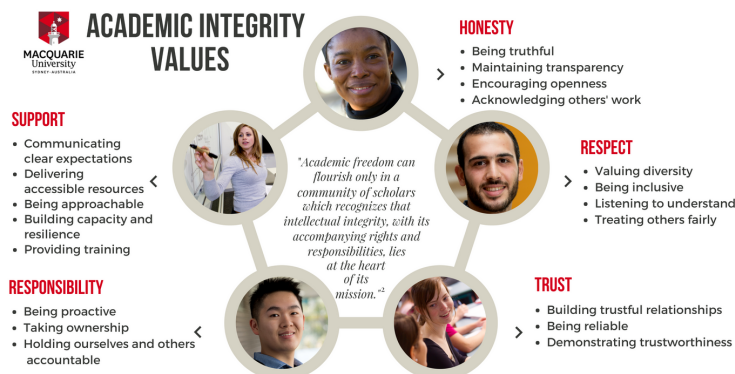 MACQUARIE
University
SYDNEY·AUSTRALIA
ACADEMIC INTEGRITY
VALUES
HONESTY
• Being truthful
• Maintaining transparency
• Encouraging openness
• Acknowledging others' work
SUPPORT
• Communicating
clear expectations
• Delivering
accessible resources
• Being approachable
• Building capacity and
resilience
• Providing training
"Academic freedom can
flourish only in a
community of scholars
which recognizes that
intellectual integrity, with its
accompanying rights and
responsibilities, lies
at the heart
of its
mission."2
RESPECT
• Valuing diversity
• Being inclusive
• Listening to understand
• Treating others fairly
RESPONSIBILITY
• Being proactive
• Taking ownership
• Holding ourselves and others
accountable
TRUST
• Building trustful relationships
• Being reliable
• Demonstrating trustworthiness